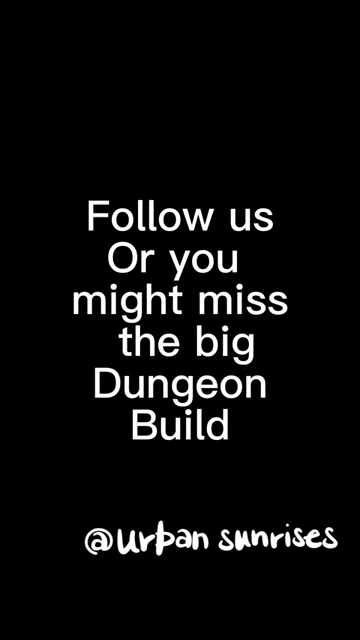 Follow us
Or you
might miss
the big
Dungeon
Build
@urban sunrises